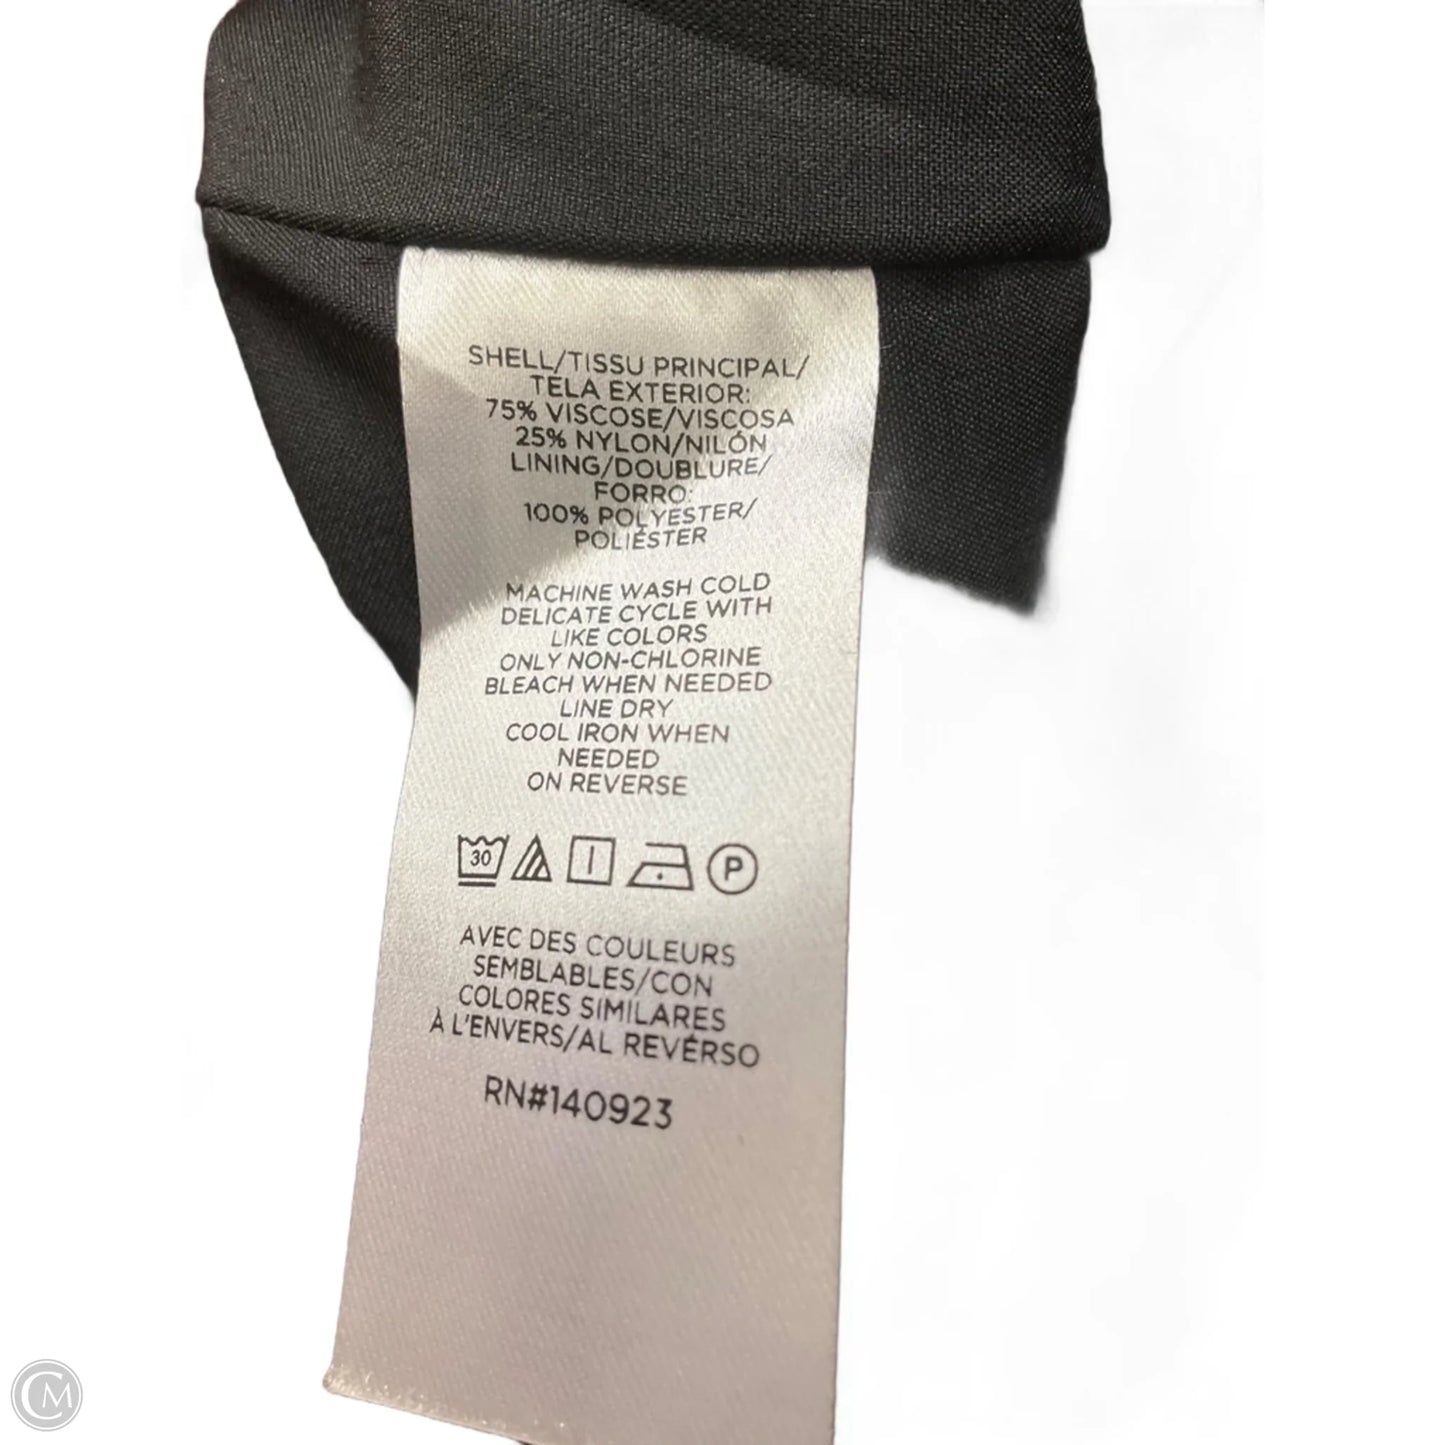 SHELL/TISSU PRINCIPAL/
TELA EXTERIOR:
75% VISCOSE/VISCOSA
25% NYLON/NILÓN
LINING/DOUBLURE/
FORRO:
100% POLYESTER/
POLIÉSTER
MACHINE WASH COLD
DELICATE CYCLE WITH
LIKE COLORS
ONLY NON-CHLORINE
BLEACH WHEN NEEDED
LINE DRY
COOL IRON WHEN
NEEDED
ON REVERSE
30 P
AVEC DES COULEURS
SEMBLABLES/CON
COLORES SIMILARES
À L'ENVERS/AL REVÉRSO
RN#140923
CM